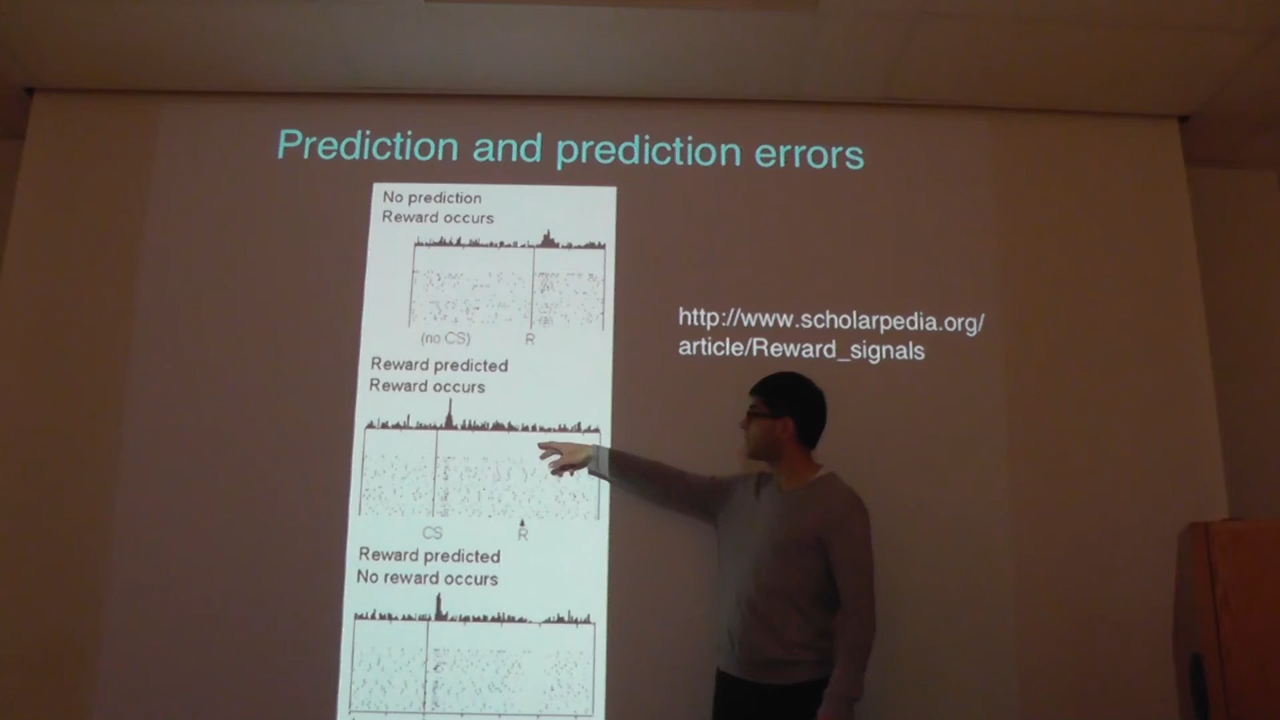 Prediction and prediction errors
No prediction
Reward occurs
(no CS) R
Reward predicted
Reward occurs
CS R
Reward predicted
No reward occurs
http://www.scholarpedia.org/
article/Reward_signals